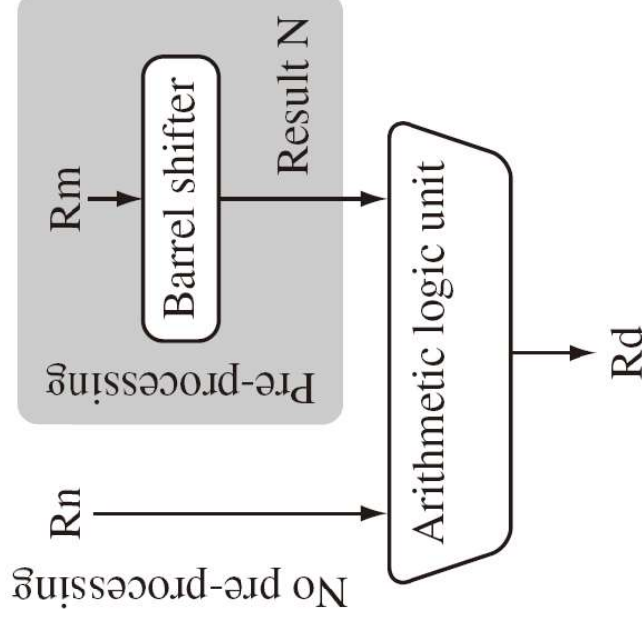 Rm
Barrel shifter
Result N
Pre-processing
Rn
No pre-processing
Arithmetic logic unit
Rd